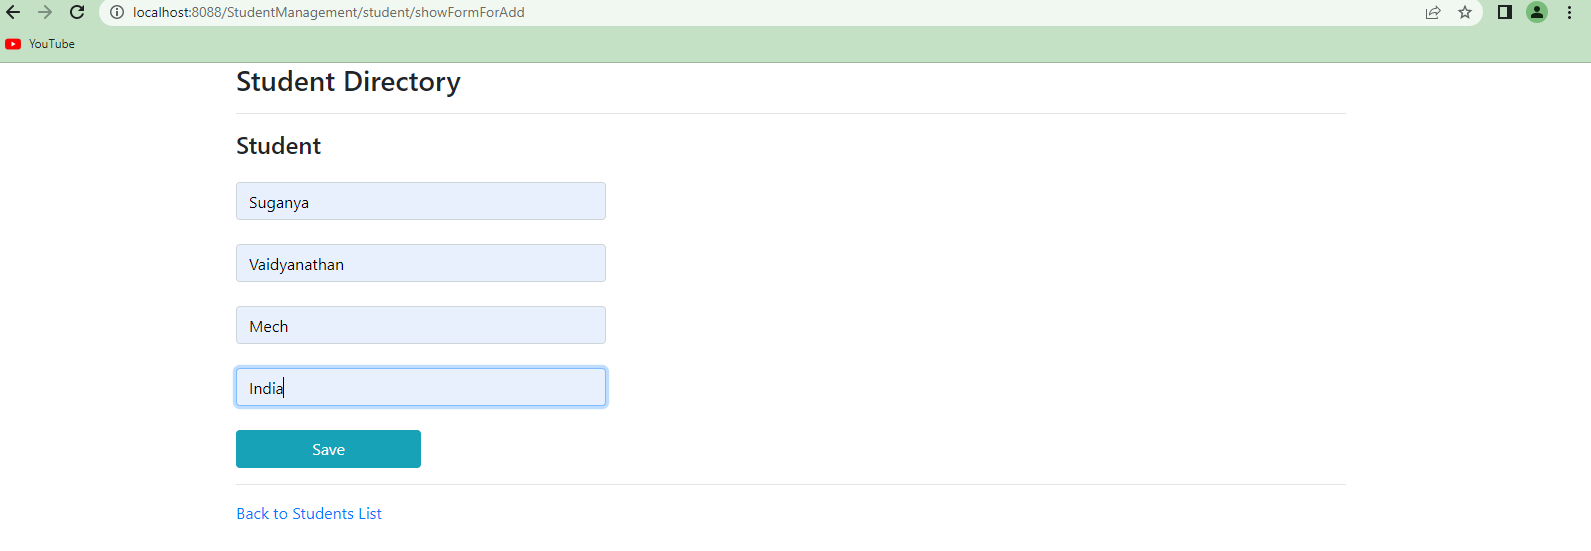 localhost:8088/StudentManagement/student/showFormForAdd
YouTube
Student Directory
Student
Suganya
Vaidyanathan
Mech
India
Save
Back to Students List